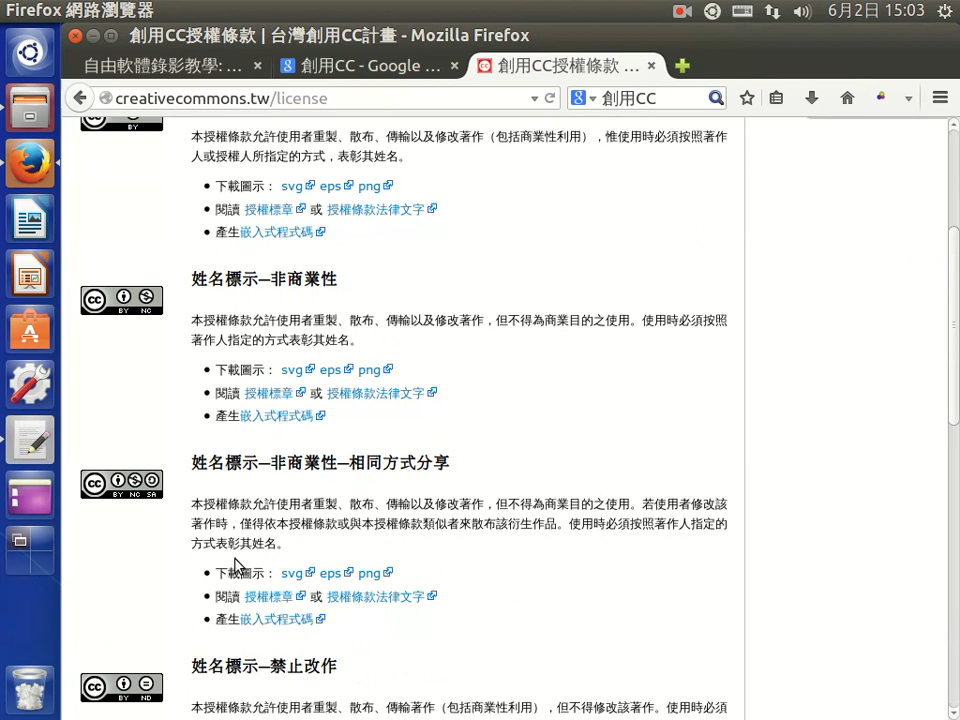 Firefox 網路瀏覽器
6月2日 15:03
創用CC授權條款 | 台灣創用CC計畫 - Mozilla Firefox
自由軟體錄影教學: ...
創用CC - Google ...
創用CC授權條款 ...
creativecommons.tw/license
創用CC
BY
本授權條款允許使用者重製、散布、傳輸以及修改著作（包括商業性利用），惟使用時必須按照著作
人或授權人所指定的方式，表彰其姓名。
下載圖示： svg eps png
閱讀 授權標章 或 授權條款法律文字
產生嵌入式程式碼
姓名標示─非商業性
CC BY NC
本授權條款允許使用者重製、散布、傳輸以及修改著作，但不得為商業目的之使用。使用時必須按照
著作人指定的方式表彰其姓名。
下載圖示： svg eps png
閱讀 授權標章 或 授權條款法律文字
產生嵌入式程式碼
姓名標示─非商業性─相同方式分享
CC BY NC SA
本授權條款允許使用者重製、散布、傳輸以及修改著作，但不得為商業目的之使用。若使用者修改該
著作時，僅得依本授權條款或與本授權條款類似者來散布該衍生作品。使用時必須按照著作人指定的
方式表彰其姓名。
下載圖示： svg eps png
閱讀 授權標章 或 授權條款法律文字
產生嵌入式程式碼
姓名標示─禁止改作
CC BY ND
本授權條款允許使用者重製、散布、傳輸著作（包括商業性利用），但不得修改該著作。使用時必須